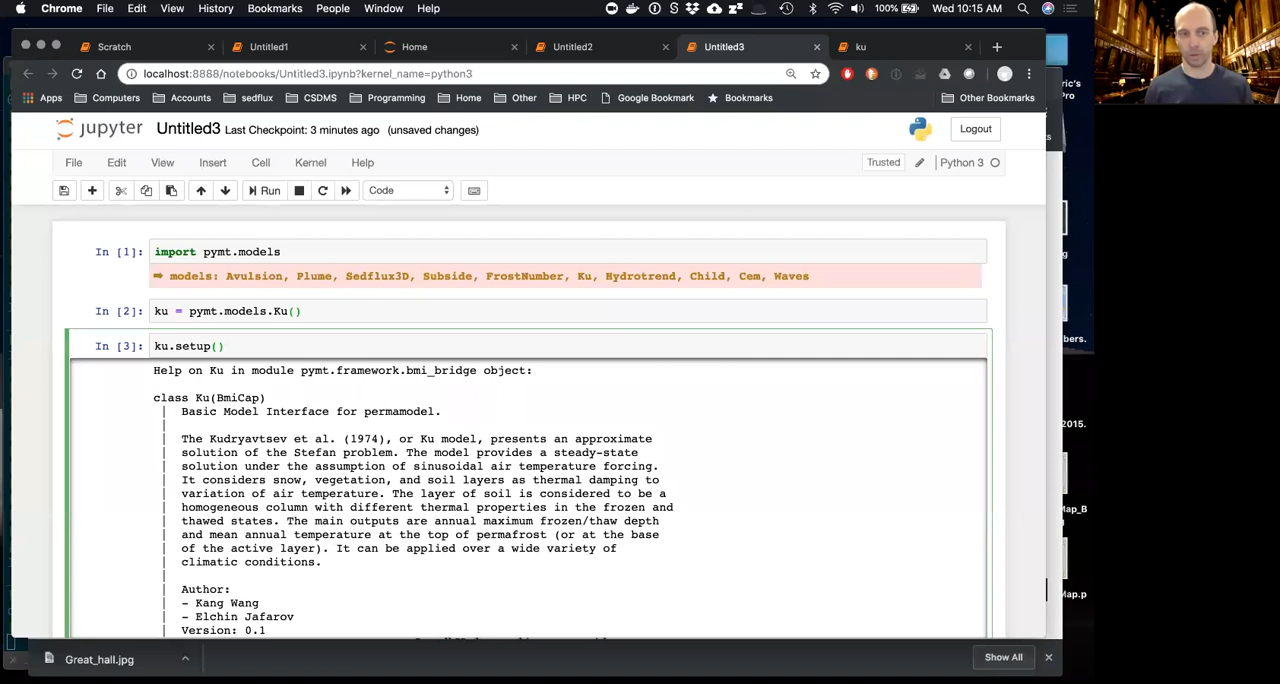 Chrome File Edit View History Bookmarks People Window Help 100% Wed 10:15 AM
Scratch Untitled1 Home Untitled2 Untitled3 ku
localhost:8888/notebooks/Untitled3.ipynb?kernel_name=python3
Apps Computers Accounts sedflux CSDMS Programming Home Other HPC Google Bookmark Bookmarks Other Bookmarks
ric's
Pro
jupyter Untitled3 Last Checkpoint: 3 minutes ago (unsaved changes) Logout
File Edit View Insert Cell Kernel Help Trusted Python 3
Run Code
In [1]: import pymt.models
➡ models: Avulsion, Plume, Sedflux3D, Subside, FrostNumber, Ku, Hydrotrend, Child, Cem, Waves
In [2]: ku = pymt.models.Ku()
In [3]: ku.setup()
mbers.
Help on Ku in module pymt.framework.bmi_bridge object:
class Ku(BmiCap)
| Basic Model Interface for permamodel.
|
| The Kudryavtsev et al. (1974), or Ku model, presents an approximate
| solution of the Stefan problem. The model provides a steady-state
| solution under the assumption of sinusoidal air temperature forcing.
| It considers snow, vegetation, and soil layers as thermal damping to
| variation of air temperature. The layer of soil is considered to be a
| homogeneous column with different thermal properties in the frozen and
| thawed states. The main outputs are annual maximum frozen/thaw depth
| and mean annual temperature at the top of permafrost (or at the base
| of the active layer). It can be applied over a wide variety of
| climatic conditions.
|
| Author:
| - Kang Wang
| - Elchin Jafarov
| Version: 0.1
2015.
Map_B
Map.p
Great_hall.jpg Show All